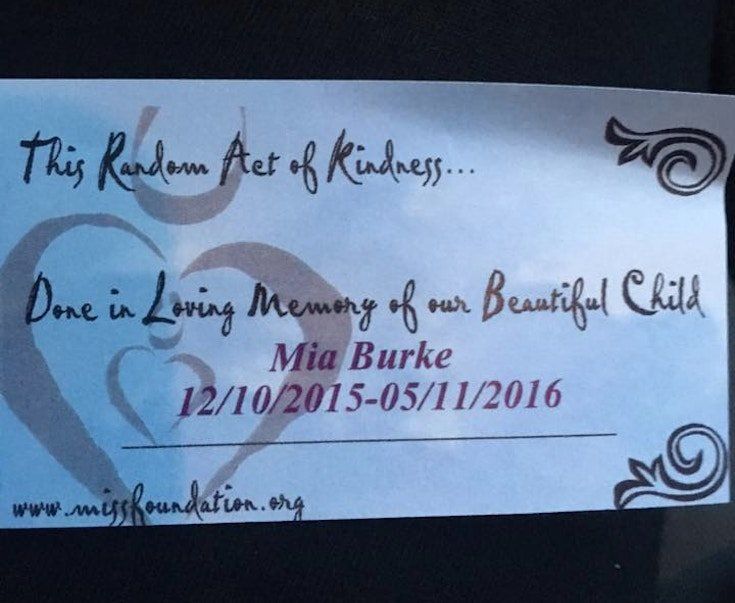 This Random Act of Kindness...
Done in Loving Memory of our Beautiful Child
Mia Burke
12/10/2015-05/11/2016
www.missfoundation.org